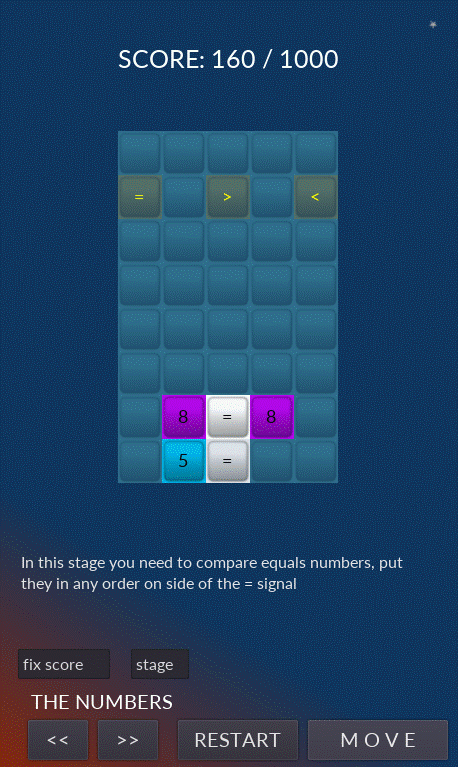 SCORE: 160 / 1000
= > <
8 = 8
5 =
In this stage you need to compare equals numbers, put
they in any order on side of the = signal
fix score stage
THE NUMBERS
<< >> RESTART MOVE